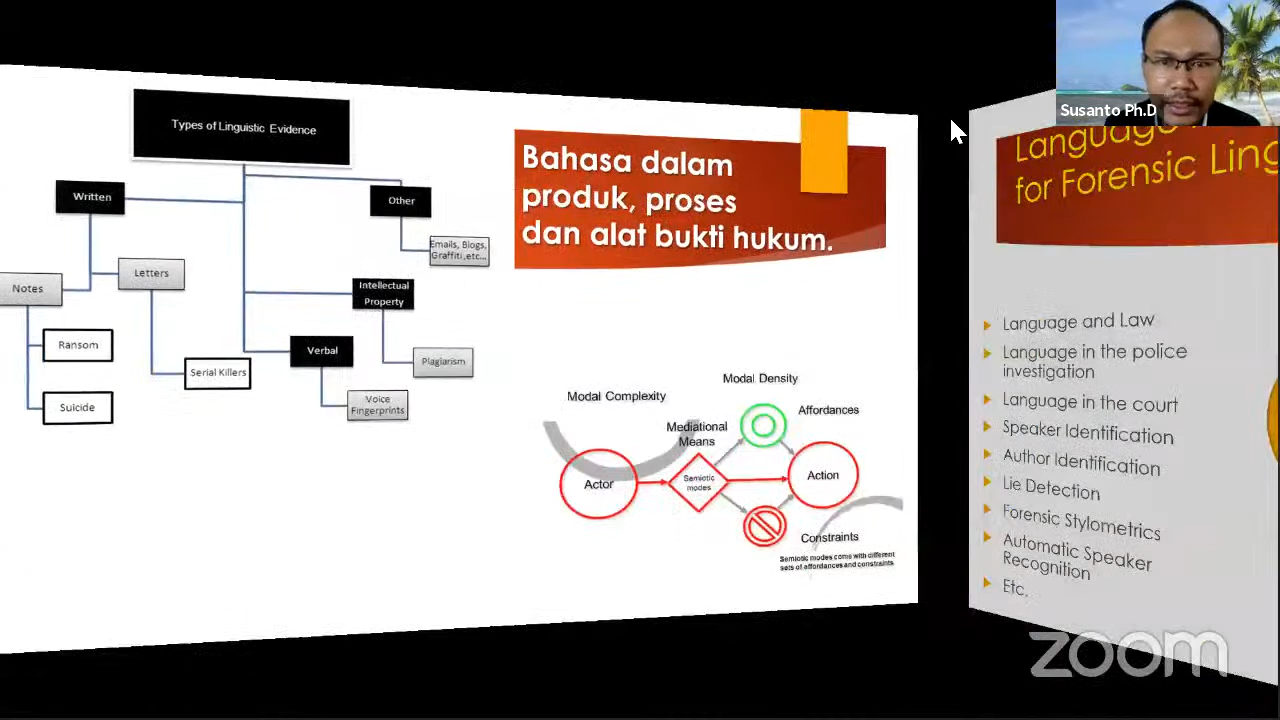 Types of Linguistic Evidence
Written
Other
Emails, Blogs,
Graffiti ,etc...
Notes
Letters
Intellectual
Property
Ransom
Serial Killers
Verbal
Plagiarism
Suicide
Voice
Fingerprints
Bahasa dalam
produk, proses
dan alat bukti hukum.
Modal Density
Modal Complexity
Affordances
Mediational
Means
Actor
Semiotic
modes
Action
Constraints
Semiotic modes come with different
sets of affordances and constraints
Susanto Ph.D
Language
for Forensic
Language and Law
Language in the police
investigation
Language in the court
Speaker Identification
Author Identification
Lie Detection
Forensic Stylometrics
Automatic Speaker
Recognition
Etc.
zoom